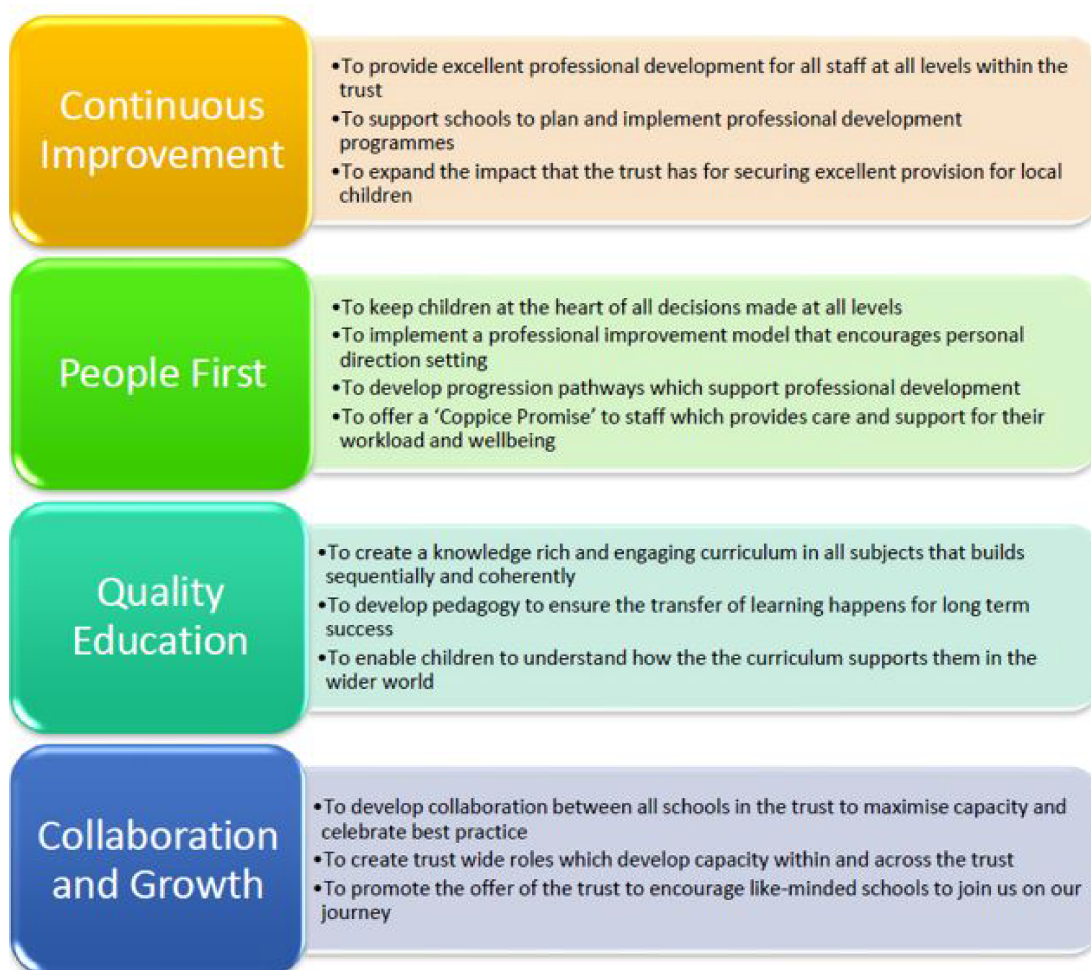 Continuous
Improvement
•To provide excellent professional development for all staff at all levels within the
trust
•To support schools to plan and implement professional development
programmes
•To expand the impact that the trust has for securing excellent provision for local
children
People First
•To keep children at the heart of all decisions made at all levels
•To implement a professional improvement model that encourages personal
direction setting
•To develop progression pathways which support professional development
•To offer a ‘Coppice Promise’ to staff which provides care and support for their
workload and wellbeing
Quality
Education
•To create a knowledge rich and engaging curriculum in all subjects that builds
sequentially and coherently
•To develop pedagogy to ensure the transfer of learning happens for long term
success
•To enable children to understand how the the curriculum supports them in the
wider world
Collaboration
and Growth
•To develop collaboration between all schools in the trust to maximise capacity and
celebrate best practice
•To create trust wide roles which develop capacity within and across the trust
•To promote the offer of the trust to encourage like-minded schools to join us on our
journey